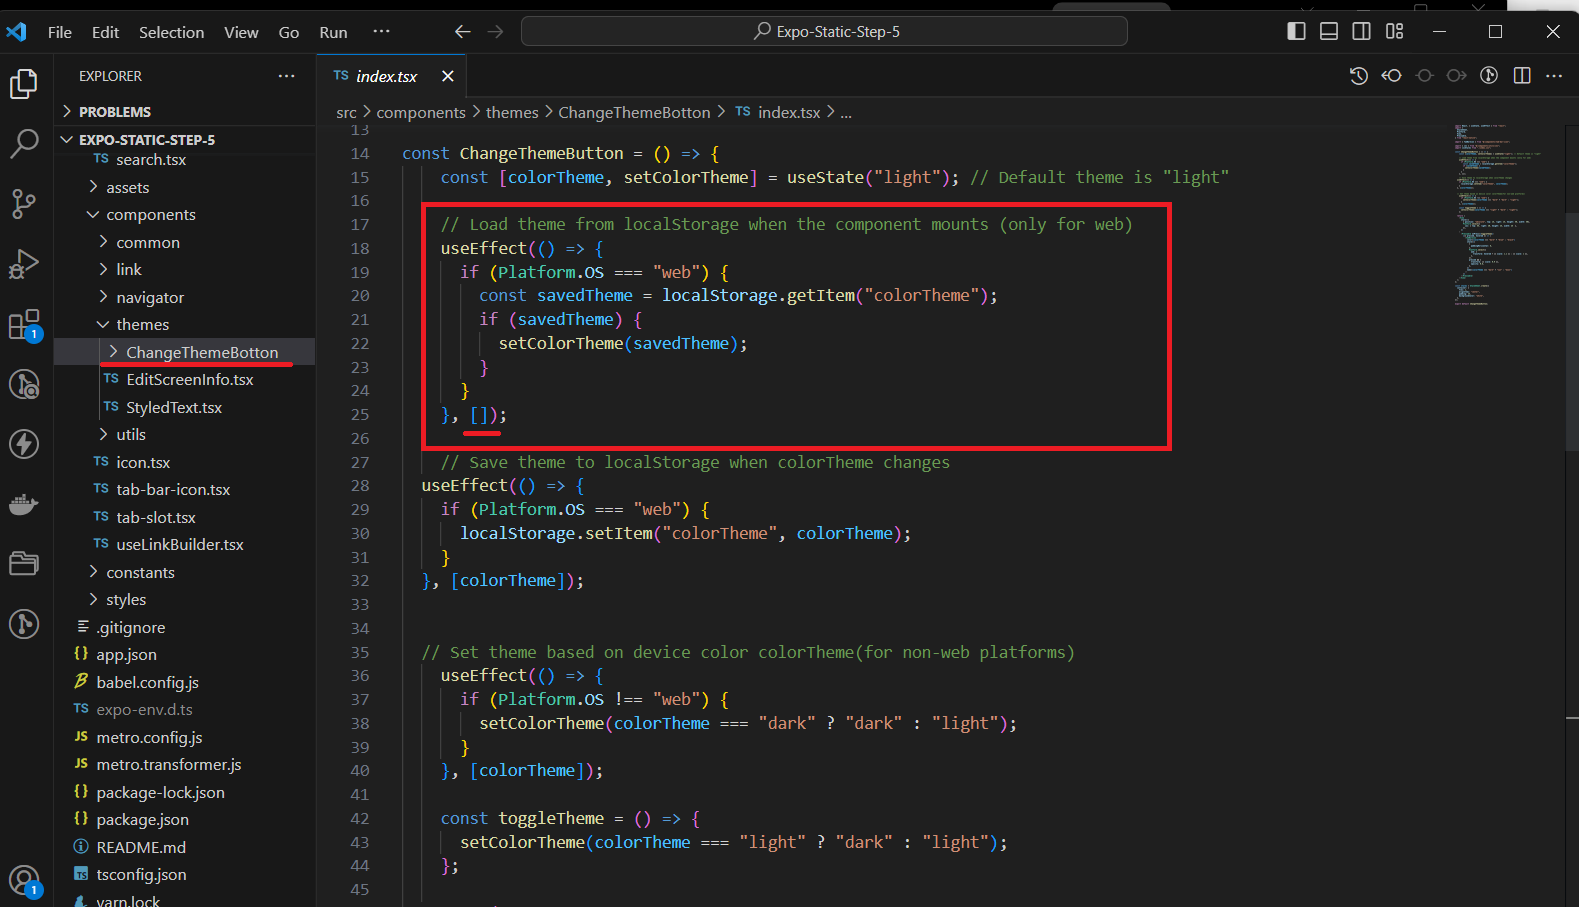 File Edit Selection View Go Run ··· Expo-Static-Step-5
EXPLORER ···
TS index.tsx
src > components > themes > ChangeThemeBotton > TS index.tsx > ...
PROBLEMS
EXPO-STATIC-STEP-5
TS search.tsx
assets
components
common
link
navigator
themes
ChangeThemeBotton
TS EditScreenInfo.tsx
TS StyledText.tsx
utils
TS icon.tsx
TS tab-bar-icon.tsx
TS tab-slot.tsx
TS useLinkBuilder.tsx
constants
styles
.gitignore
{} app.json
babel.config.js
TS expo-env.d.ts
JS metro.config.js
JS metro.transformer.js
{} package-lock.json
{} package.json
README.md
TS tsconfig.json
yarn.lock
1
1
13
14 const ChangeThemeButton = () => {
15 const [colorTheme, setColorTheme] = useState("light"); // Default theme is "light"
16
17 // Load theme from localStorage when the component mounts (only for web)
18 useEffect(() => {
19 if (Platform.OS === "web") {
20 const savedTheme = localStorage.getItem("colorTheme");
21 if (savedTheme) {
22 setColorTheme(savedTheme);
23 }
24 }
25 }, []);
26
27 // Save theme to localStorage when colorTheme changes
28 useEffect(() => {
29 if (Platform.OS === "web") {
30 localStorage.setItem("colorTheme", colorTheme);
31 }
32 }, [colorTheme]);
33
34
35 // Set theme based on device color colorTheme(for non-web platforms)
36 useEffect(() => {
37 if (Platform.OS !== "web") {
38 setColorTheme(colorTheme === "dark" ? "dark" : "light");
39 }
40 }, [colorTheme]);
41
42 const toggleTheme = () => {
43 setColorTheme(colorTheme === "light" ? "dark" : "light");
44 };
45